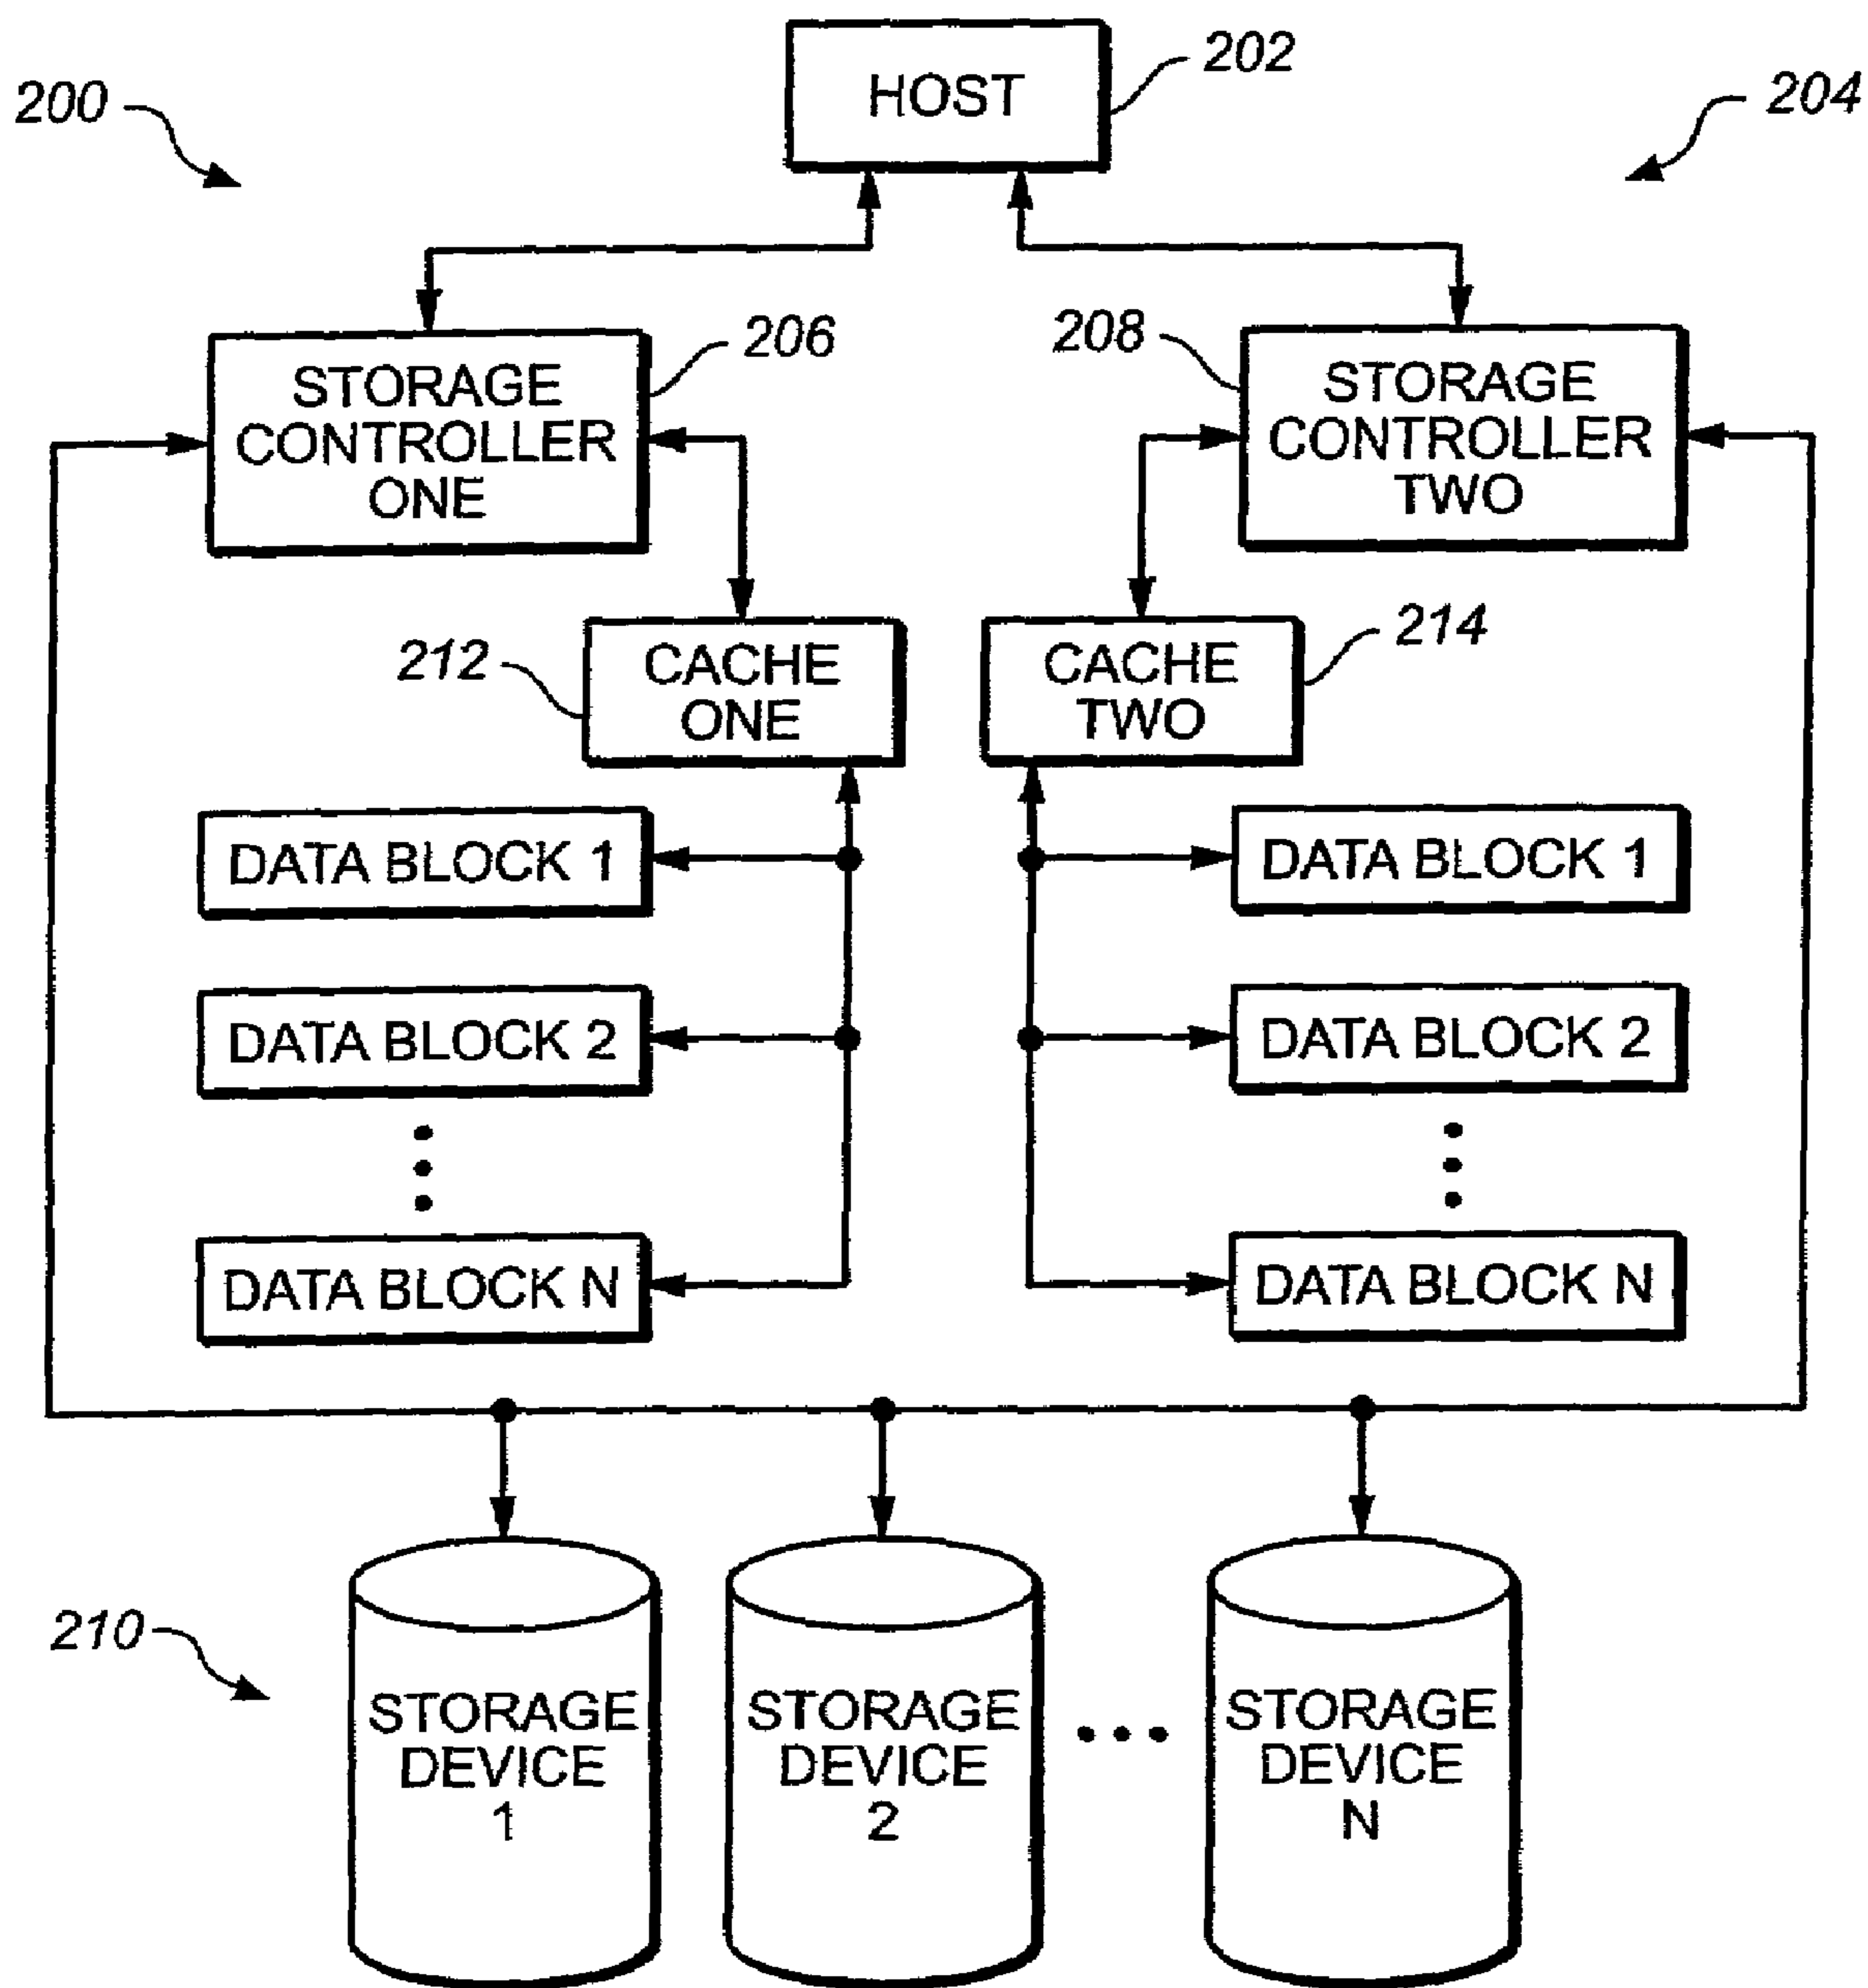 HOST
202
200
204
STORAGE
CONTROLLER
ONE
206
208
STORAGE
CONTROLLER
TWO
212
CACHE
ONE
CACHE
TWO
214
DATA BLOCK 1
DATA BLOCK 1
DATA BLOCK 2
DATA BLOCK 2
DATA BLOCK N
DATA BLOCK N
210
STORAGE
DEVICE
1
STORAGE
DEVICE
2
STORAGE
DEVICE
N